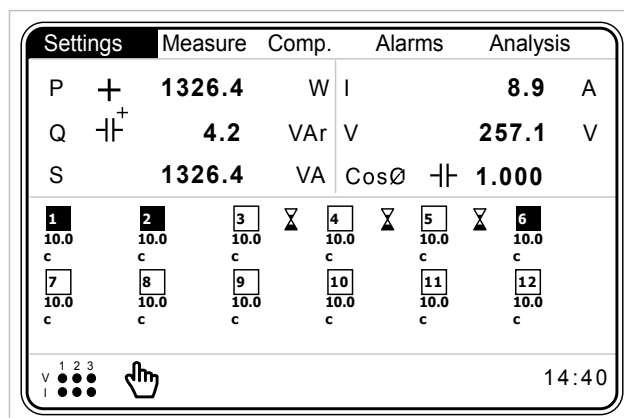 Settings Measure Comp. Alarms Analysis
P 1326.4 W I 8.9 A
Q + 4.2 VAr V 257.1 V
S 1326.4 VA CosØ 1.000
1 2 3 4 5 6
10.0 10.0 10.0 10.0 10.0 10.0
c c c c c c
7 8 9 10 11 12
10.0 10.0 10.0 10.0 10.0 10.0
c c c c c c
1 2 3
V
I
14:40